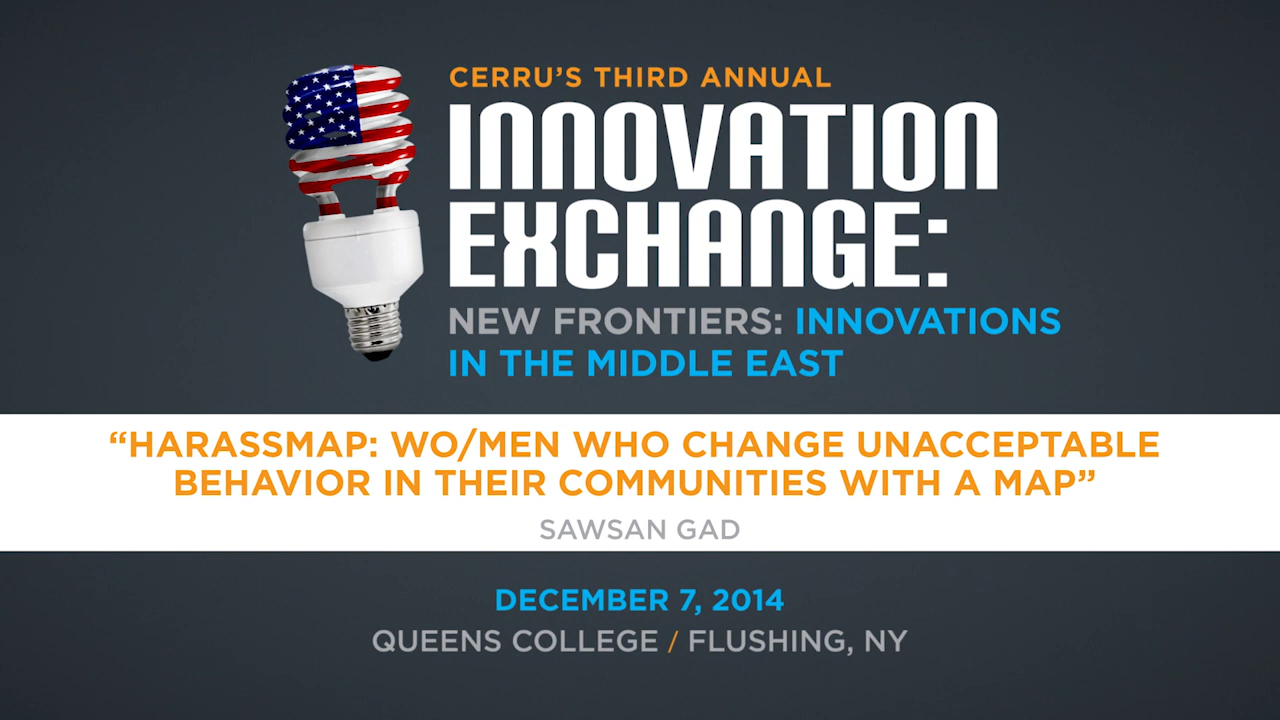 CERRU'S THIRD ANNUAL
INNOVATION
EXCHANGE:
NEW FRONTIERS: INNOVATIONS
IN THE MIDDLE EAST
“HARASSMAP: WO/MEN WHO CHANGE UNACCEPTABLE
BEHAVIOR IN THEIR COMMUNITIES WITH A MAP”
SAWSAN GAD
DECEMBER 7, 2014
QUEENS COLLEGE / FLUSHING, NY